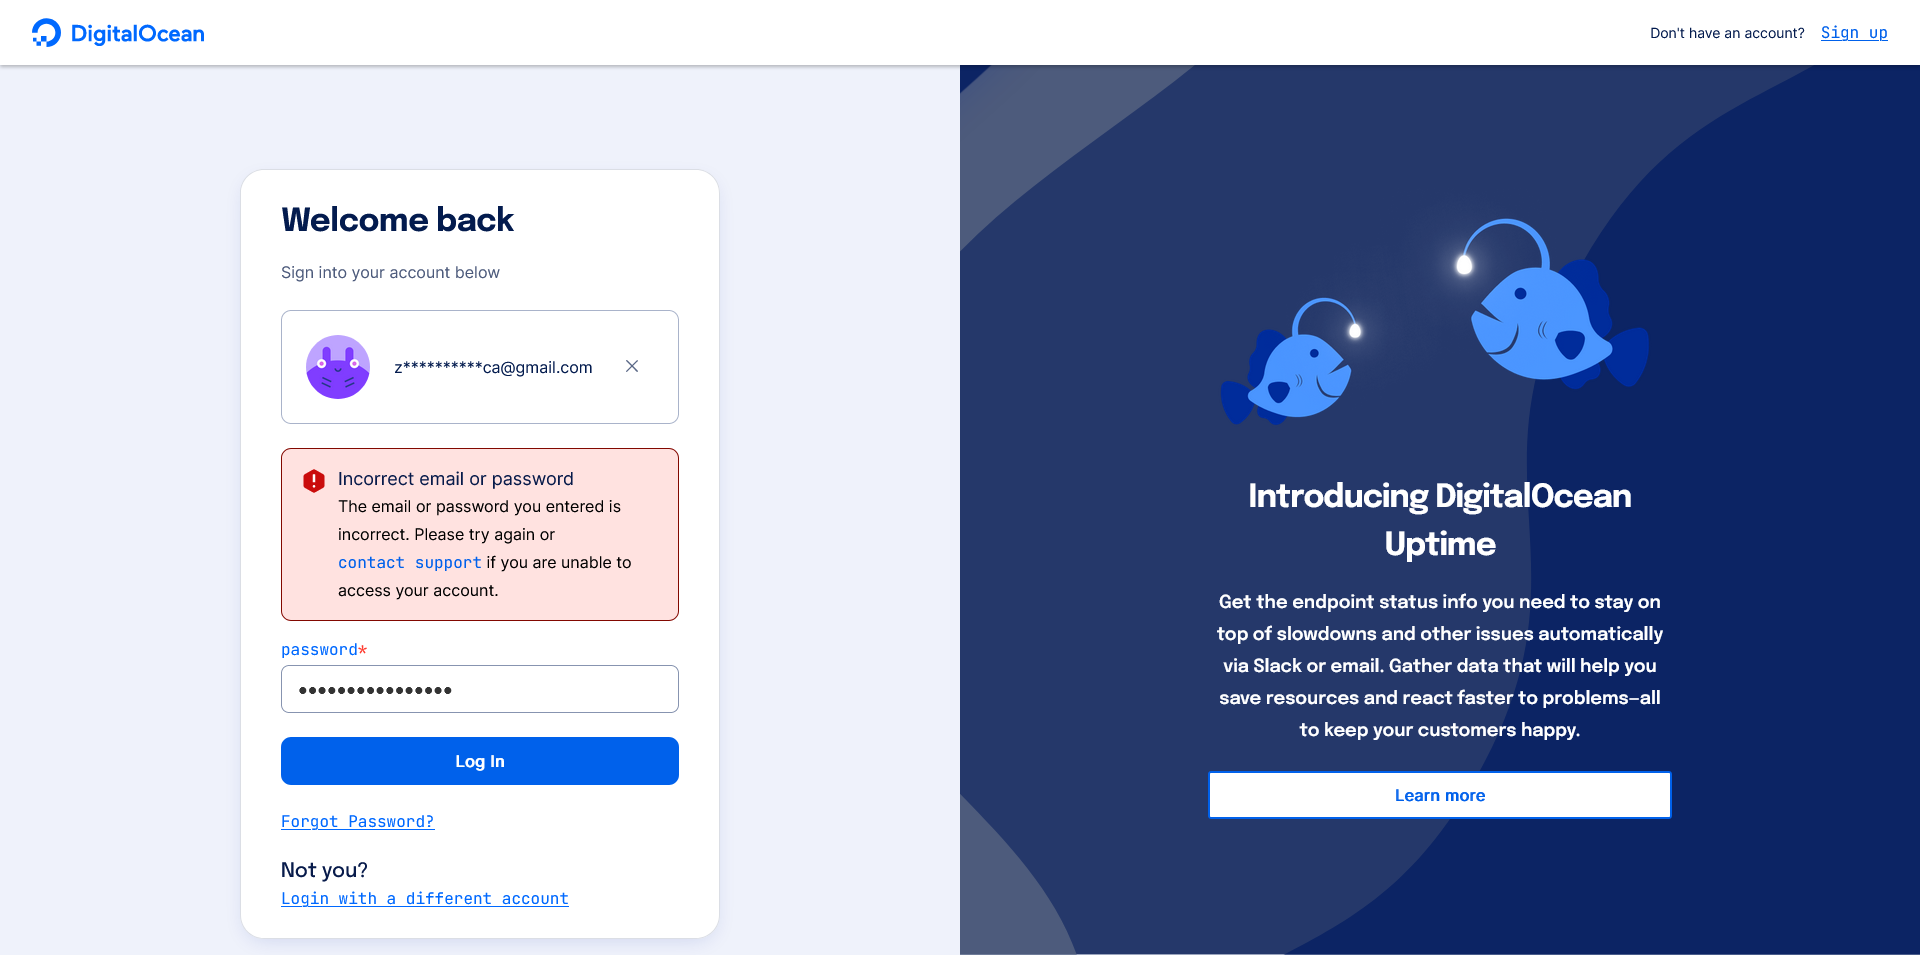 DigitalOcean
Don't have an account? Sign up
Welcome back
Sign into your account below
z**********ca@gmail.com
Incorrect email or password
The email or password you entered is
incorrect. Please try again or
contact support if you are unable to
access your account.
password*
••••••••••••••••
Log In
Forgot Password?
Not you?
Login with a different account
Introducing DigitalOcean
Uptime
Get the endpoint status info you need to stay on
top of slowdowns and other issues automatically
via Slack or email. Gather data that will help you
save resources and react faster to problems—all
to keep your customers happy.
Learn more